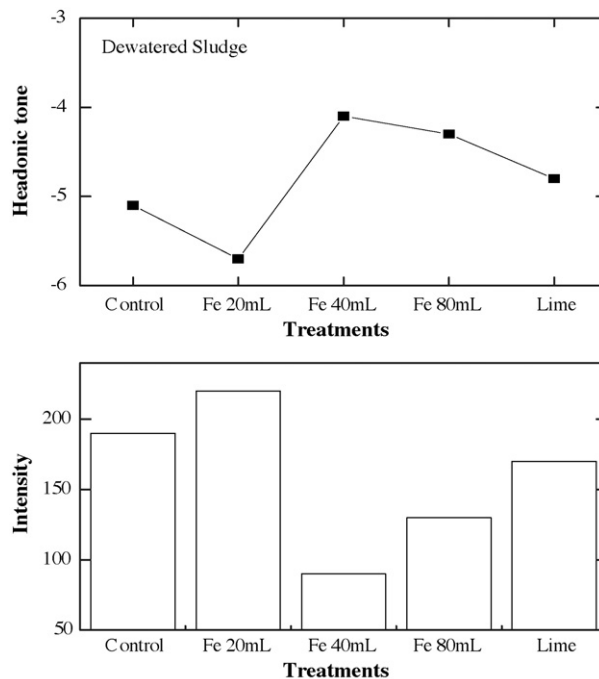 -3
Dewatered Sludge
-4
-5
-6
Headonic tone
Control Fe 20mL Fe 40mL Fe 80mL Lime
Treatments
200
150
100
50
Intensity
Control Fe 20mL Fe 40mL Fe 80mL Lime
Treatments